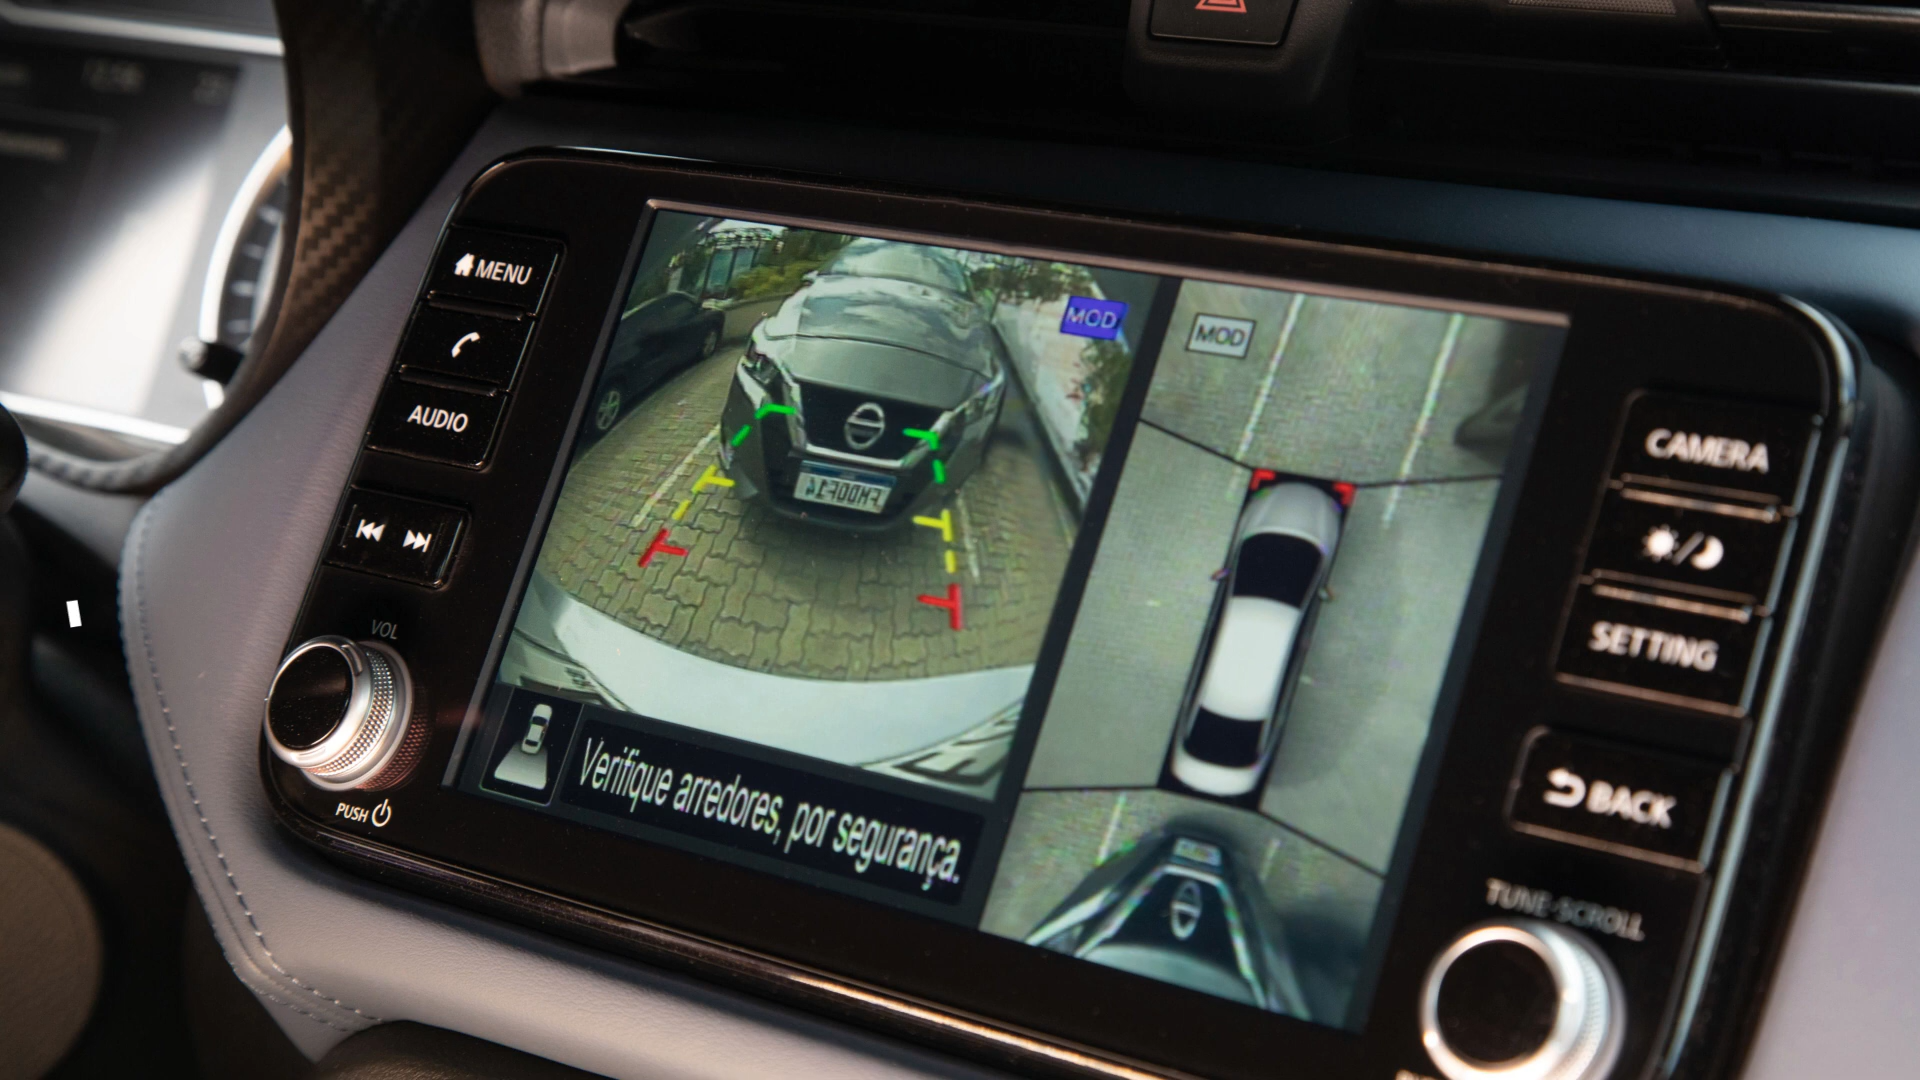 MENU
AUDIO
VOL
PUSH
MOD
MOD
Verifique arredores, por segurança.
CAMERA
SETTING
BACK
TUNE·SCROLL